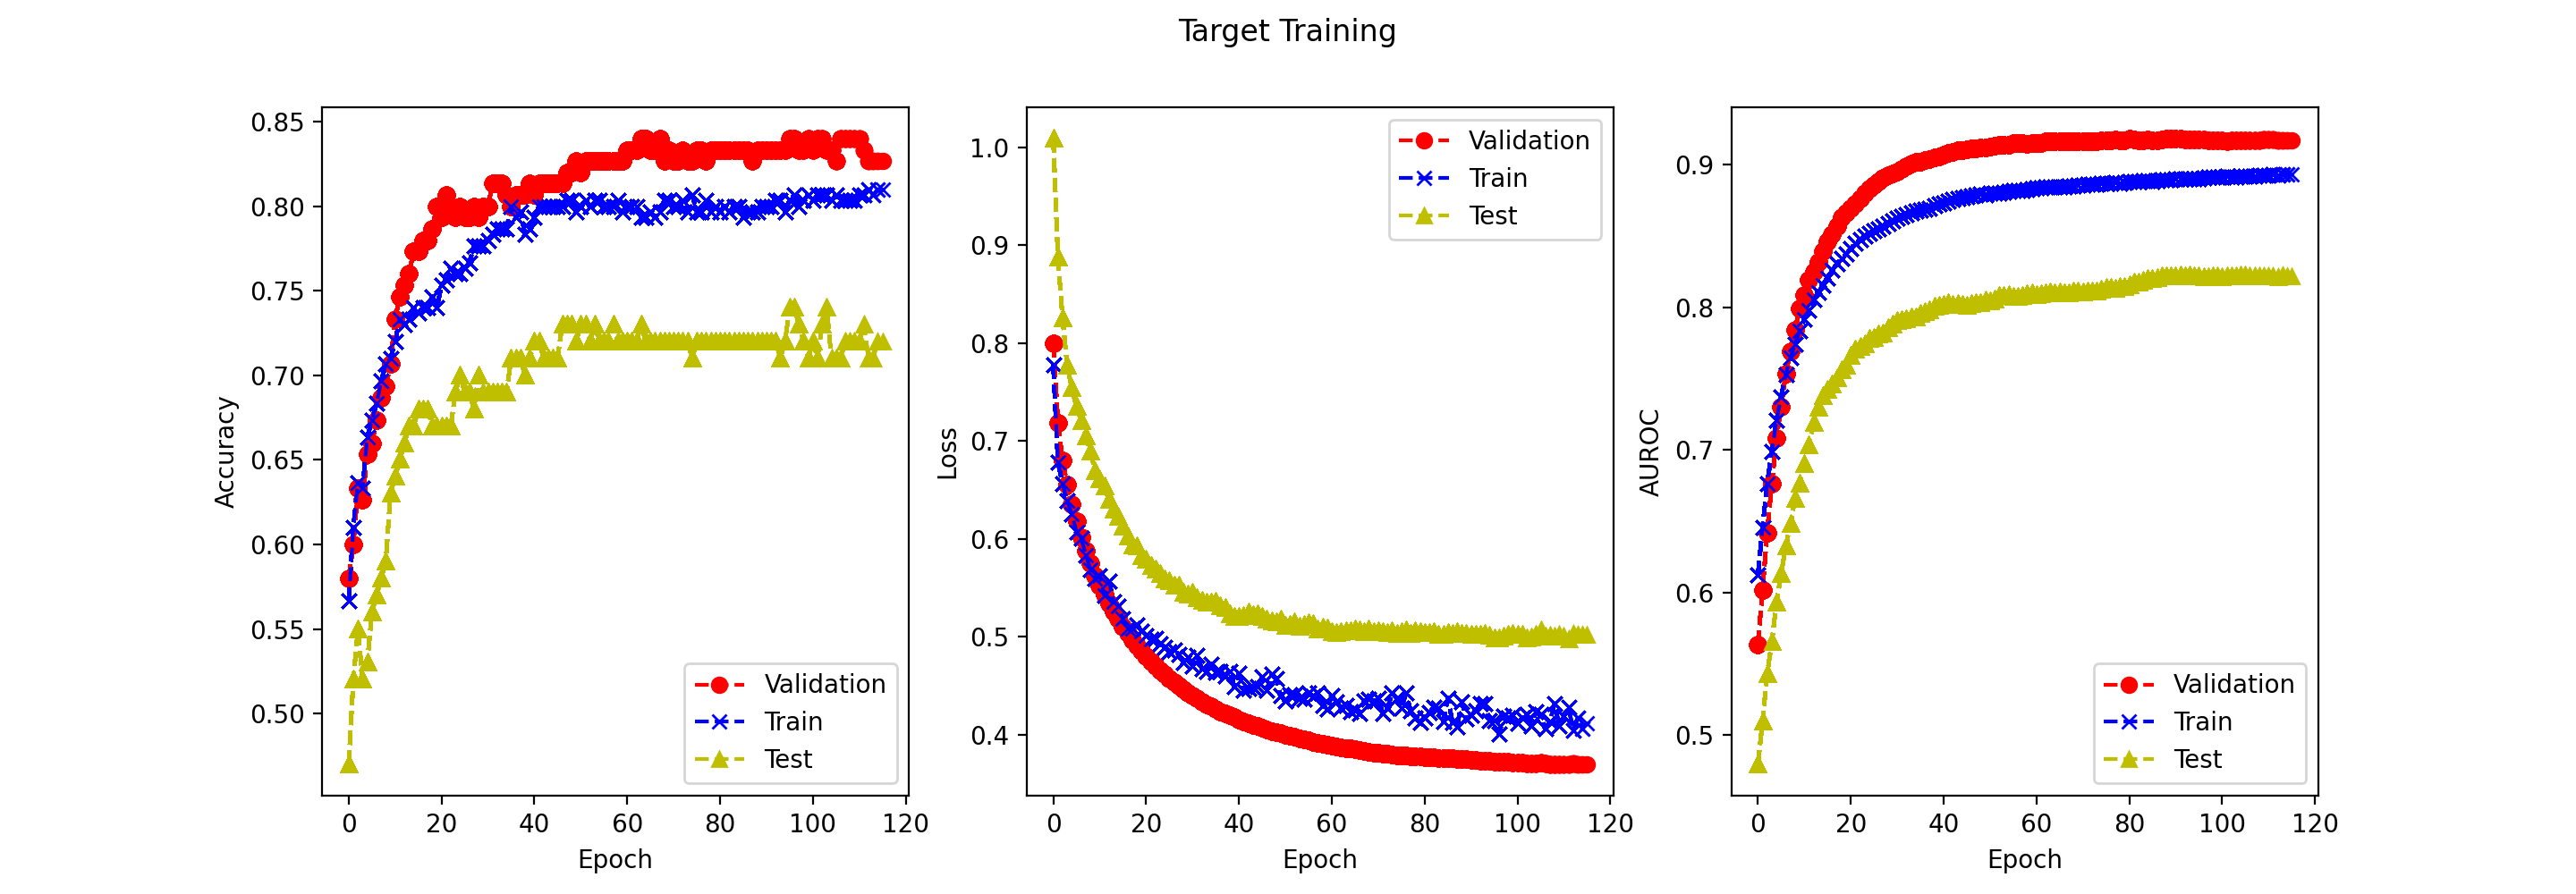 Target Training
Accuracy
0.85
0.80
0.75
0.70
0.65
0.60
0.55
0.50
0 20 40 60 80 100 120
Epoch
Validation
Train
Test
Loss
1.0
0.9
0.8
0.7
0.6
0.5
0.4
0 20 40 60 80 100 120
Epoch
Validation
Train
Test
AUROC
0.9
0.8
0.7
0.6
0.5
0 20 40 60 80 100 120
Epoch
Validation
Train
Test